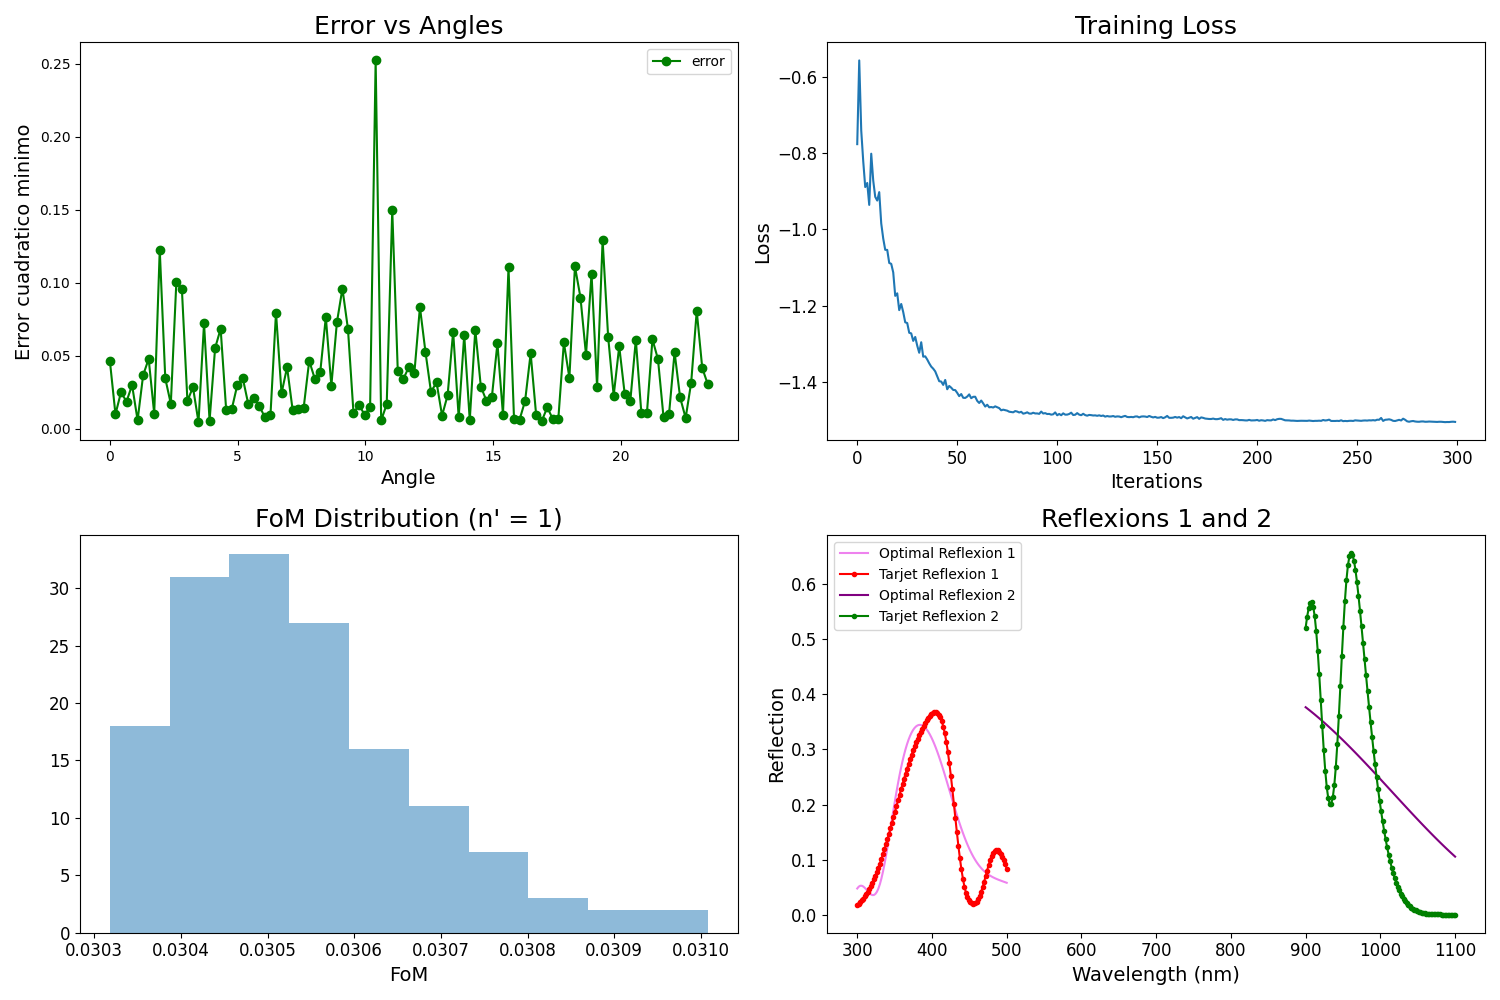 Error vs Angles
error
0.25
0.20
0.15
0.10
0.05
0.00
Error cuadratico minimo
0 5 10 15 20
Angle
Training Loss
−0.6
−0.8
−1.0
−1.2
−1.4
Loss
0 50 100 150 200 250 300
Iterations
FoM Distribution (n' = 1)
30
25
20
15
10
5
0
0.0303 0.0304 0.0305 0.0306 0.0307 0.0308 0.0309 0.0310
FoM
Reflexions 1 and 2
Optimal Reflexion 1
Tarjet Reflexion 1
Optimal Reflexion 2
Tarjet Reflexion 2
0.6
0.5
0.4
0.3
0.2
0.1
0.0
Reflection
300 400 500 600 700 800 900 1000 1100
Wavelength (nm)